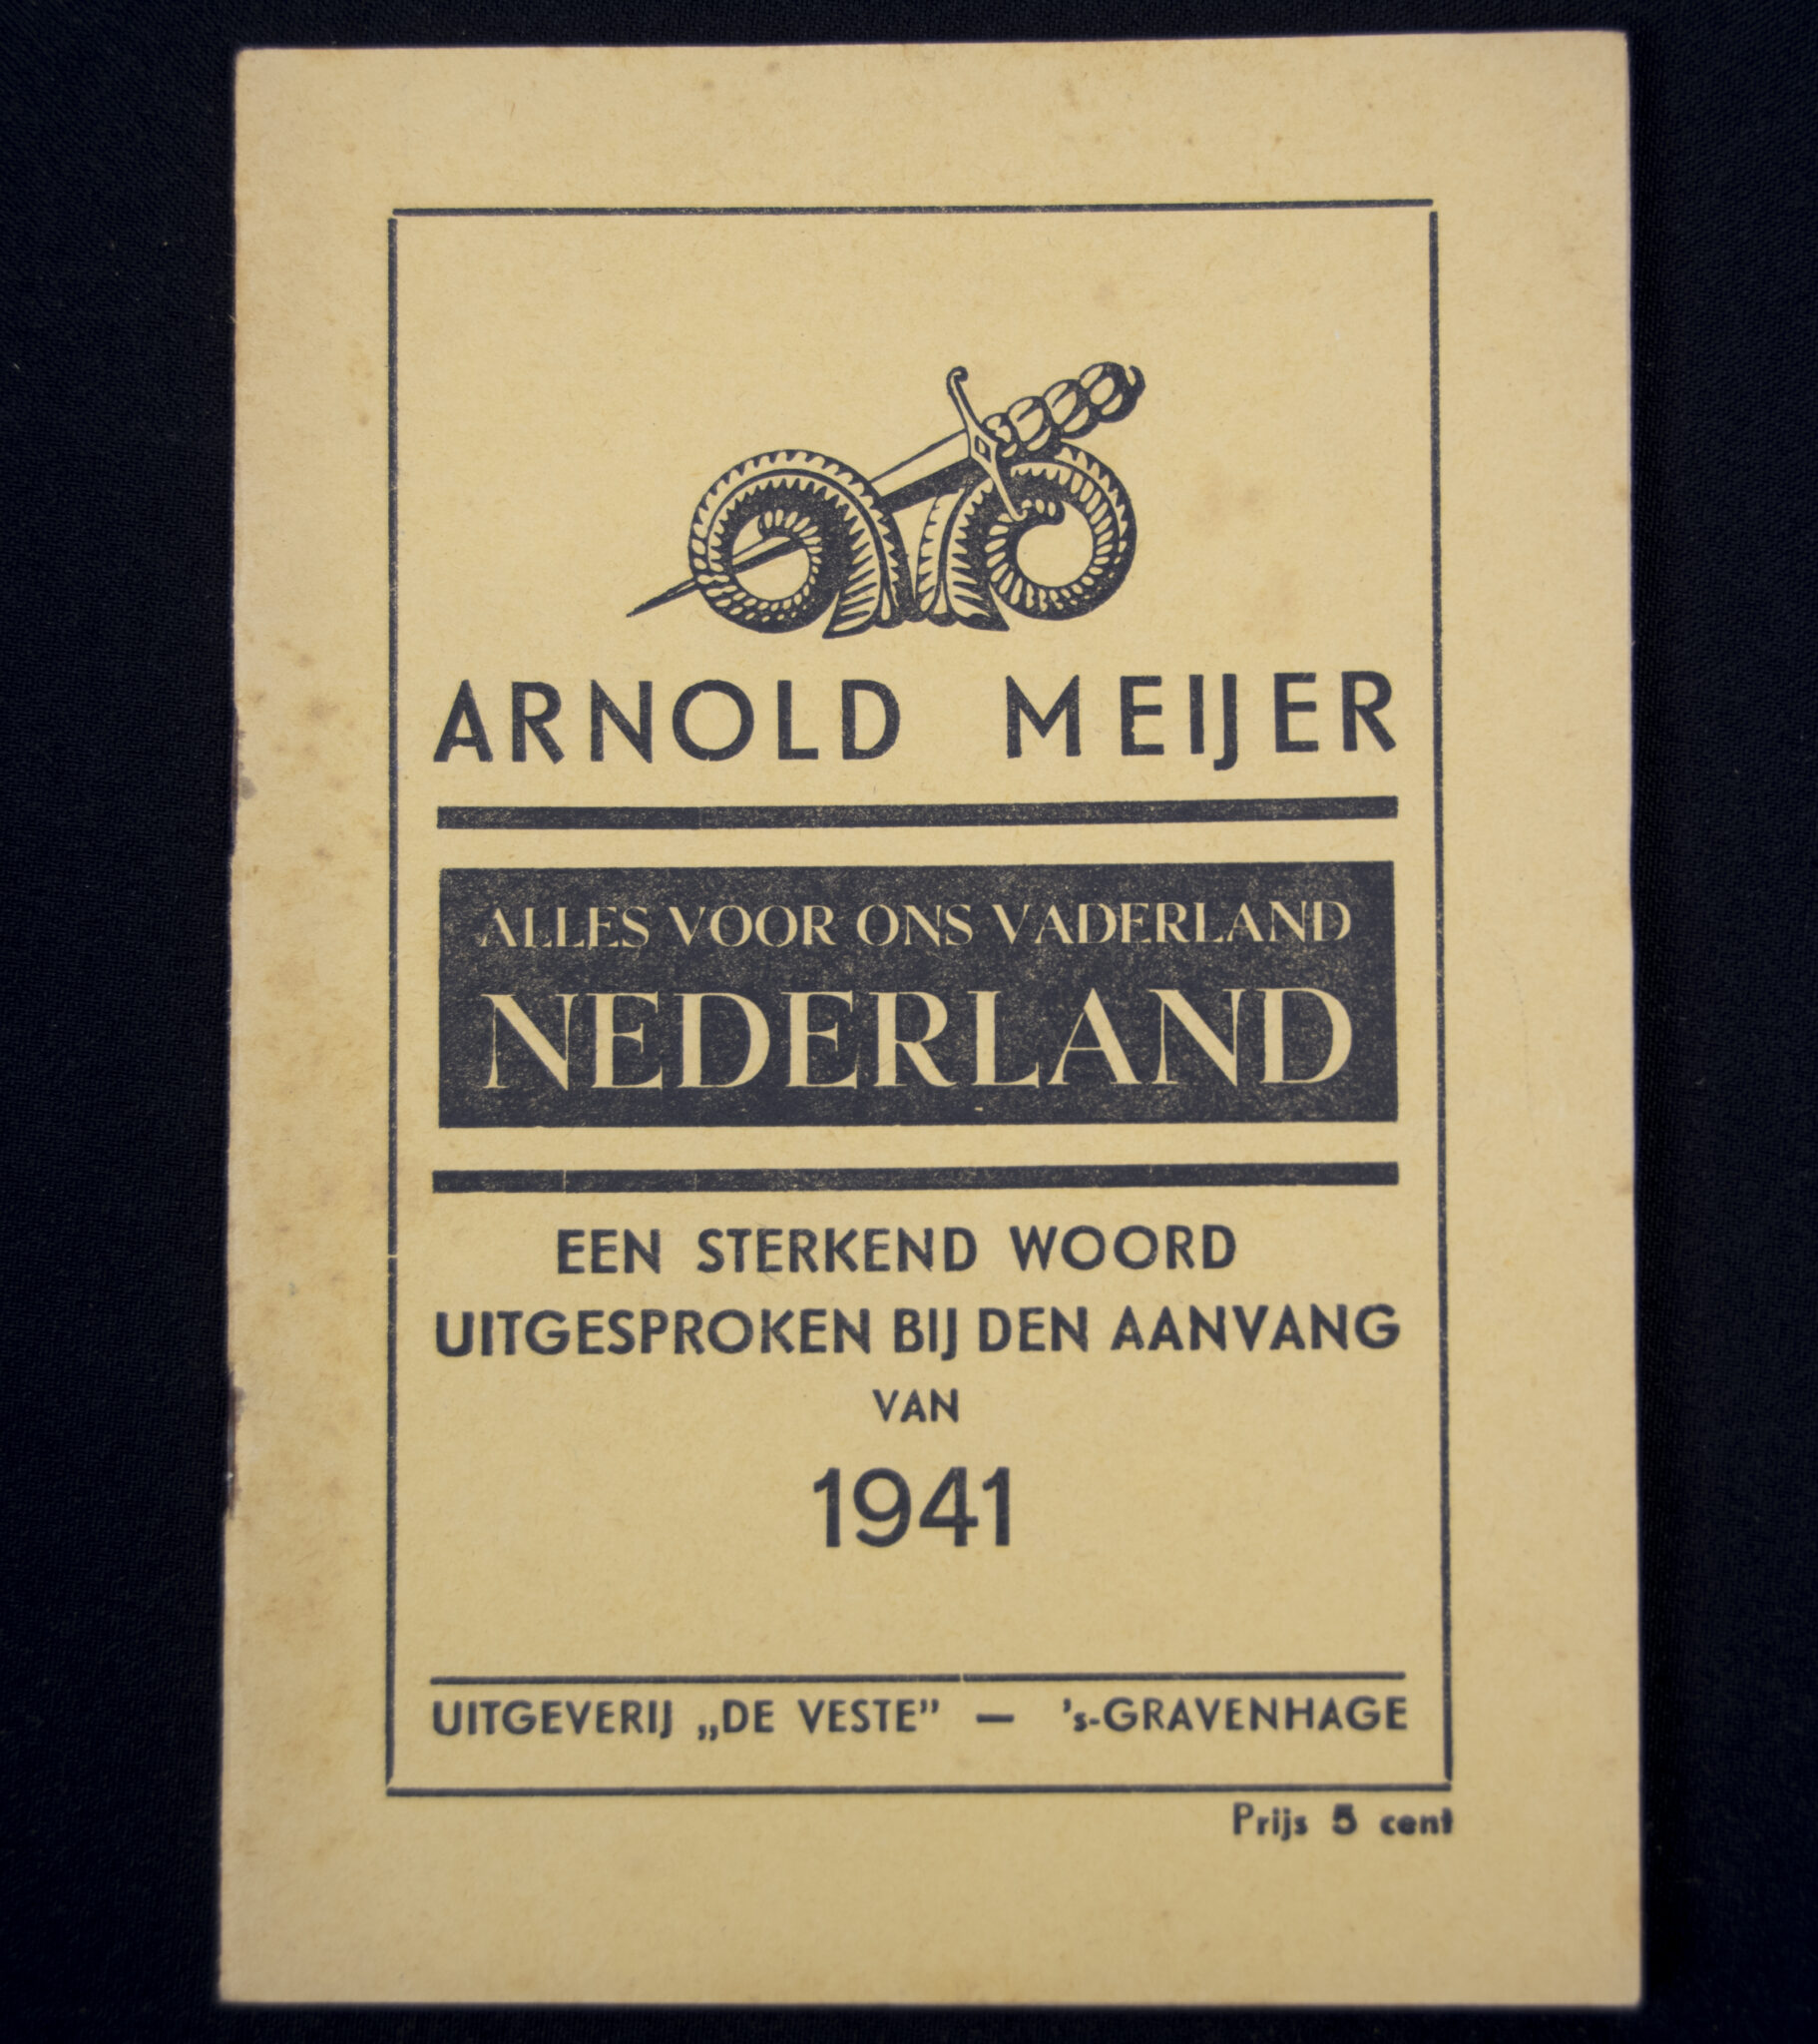 ARNOLD MEIJER
ALLES VOOR ONS VADERLAND
NEDERLAND
EEN STERKEND WOORD
UITGESPROKEN BIJ DEN AANVANG
VAN
1941
UITGEVERIJ „DE VESTE” — 's-GRAVENHAGE
Prijs 5 cent